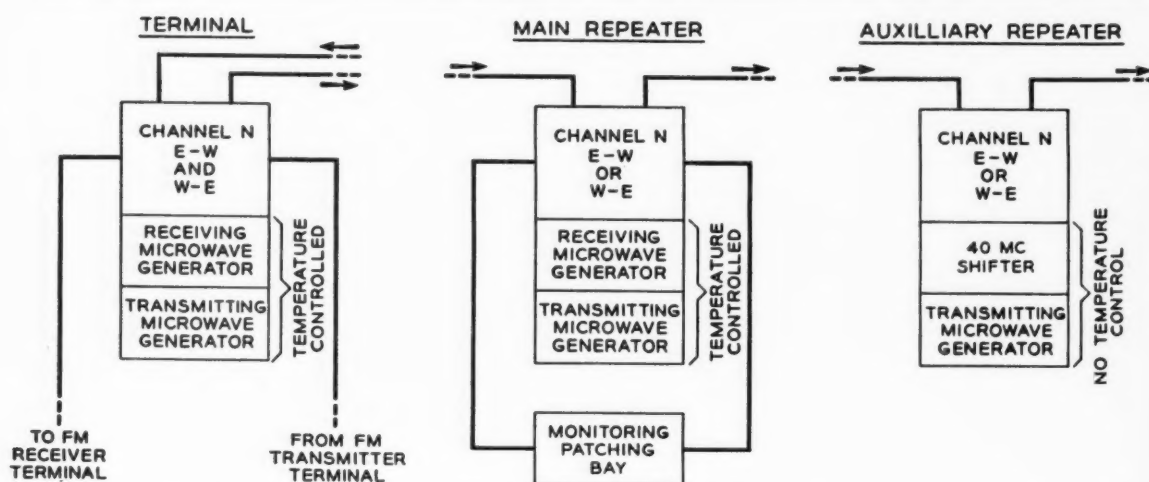 TERMINAL
CHANNEL N
E-W
AND
W-E
RECEIVING
MICROWAVE
GENERATOR
TRANSMITTING
MICROWAVE
GENERATOR
TEMPERATURE
CONTROLLED
TO FM
RECEIVER
TERMINAL
FROM FM
TRANSMITTER
TERMINAL
MAIN REPEATER
CHANNEL N
E-W
OR
W-E
RECEIVING
MICROWAVE
GENERATOR
TRANSMITTING
MICROWAVE
GENERATOR
TEMPERATURE
CONTROLLED
MONITORING
PATCHING
BAY
AUXILLIARY REPEATER
CHANNEL N
E-W
OR
W-E
40 MC
SHIFTER
TRANSMITTING
MICROWAVE
GENERATOR
NO TEMPERATURE
CONTROL